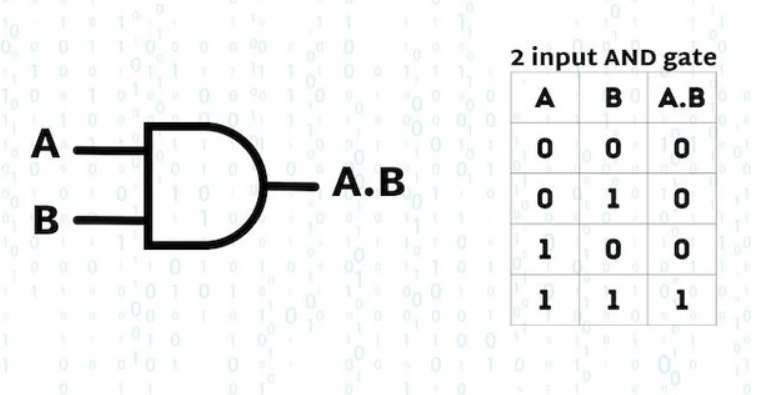 A
B
A.B
2 input AND gate
A B A.B
0 0 0
0 1 0
1 0 0
1 1 1